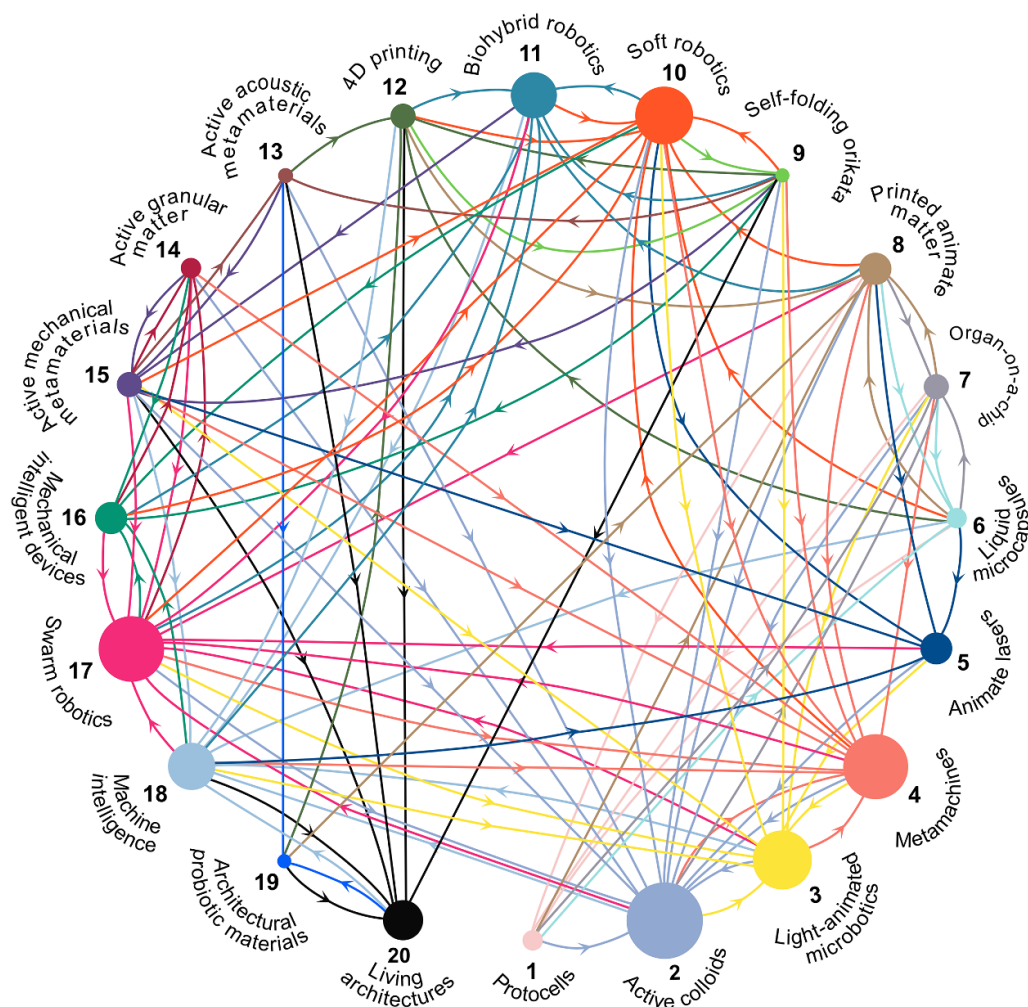 Protocells
1
Active colloids
2
Light-animated
microbotics
3
Metamachines
4
Animate lasers
5
Liquid
microcapsules
6
Organ-on-a-chip
7
Printed animate
matter
8
Self-folding orikata
9
Soft robotics
10
Biohybrid robotics
11
4D printing
12
Active acoustic
metamaterials
13
Active granular
matter
14
Active mechanical
metamaterials
15
Mechanical
intelligent devices
16
Swarm robotics
17
Machine
intelligence
18
Architectural
probiotic materials
19
Living
architectures
20